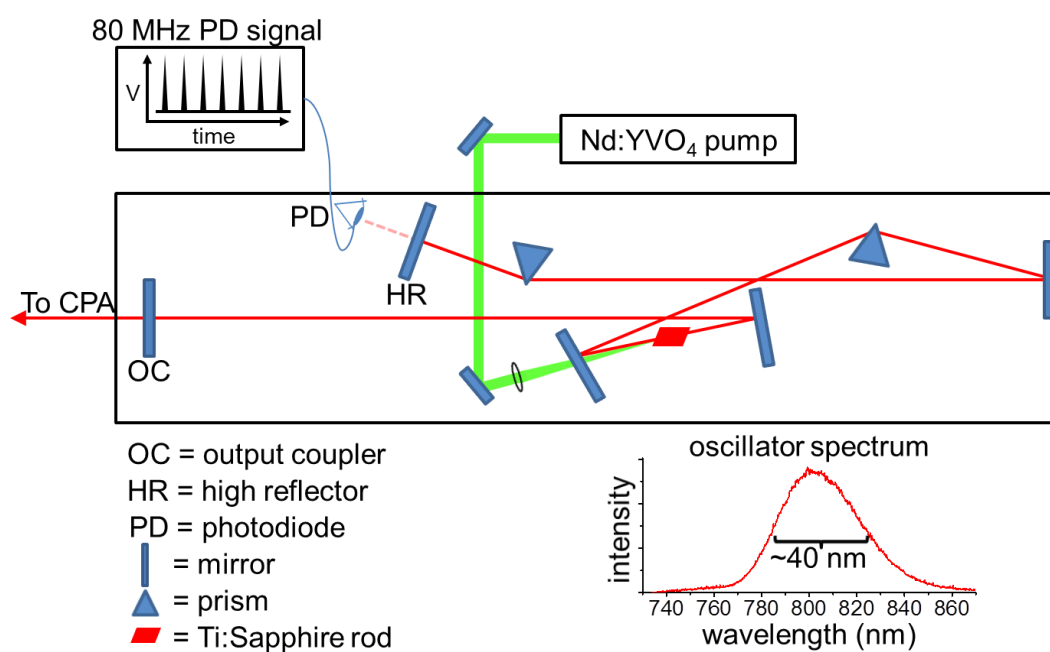 80 MHz PD signal
V
time
Nd:YVO₄ pump
PD
HR
To CPA
OC
OC = output coupler
HR = high reflector
PD = photodiode
= mirror
= prism
= Ti:Sapphire rod
oscillator spectrum
intensity
~40 nm
740 760 780 800 820 840 860
wavelength (nm)